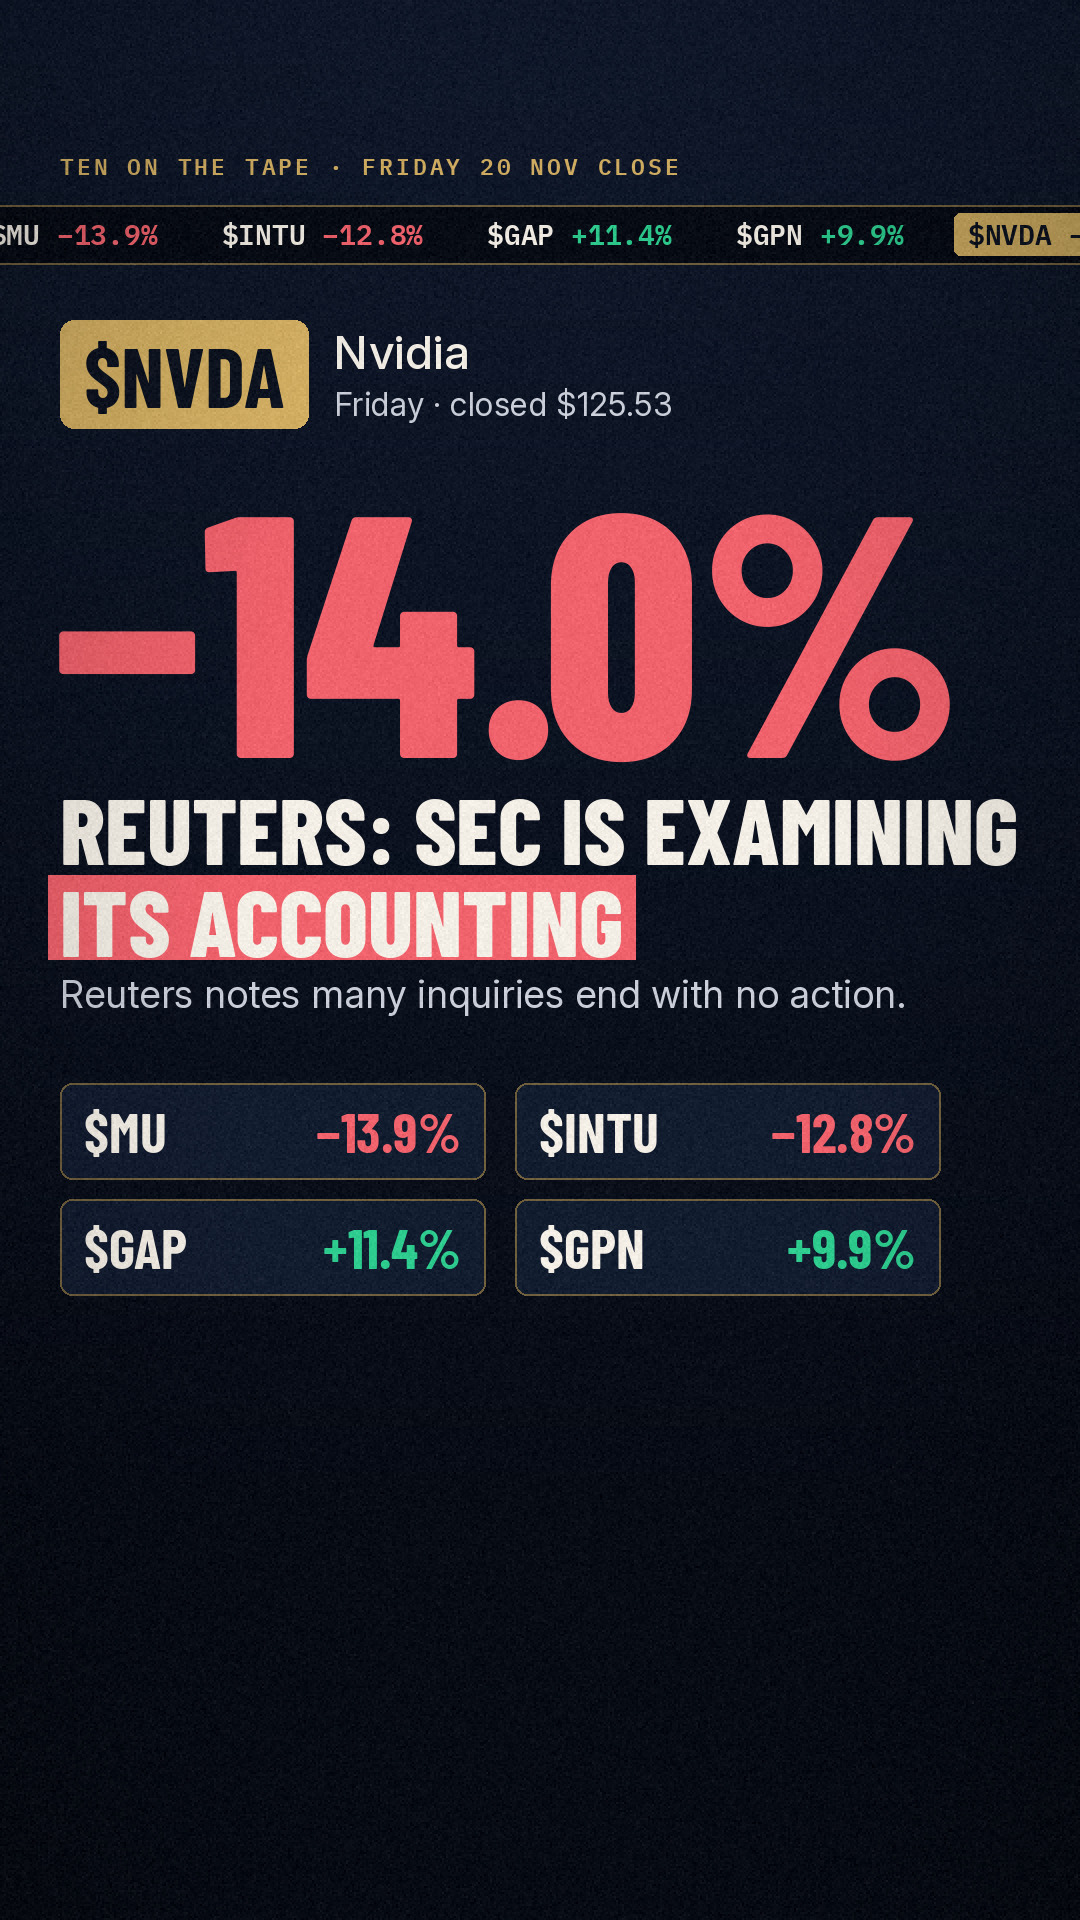 TEN ON THE TAPE · FRIDAY 20 NOV CLOSE
$MU −13.9% $INTU −12.8% $GAP +11.4% $GPN +9.9% $NVDA −
$NVDA
Nvidia
Friday · closed $125.53
−14.0%
REUTERS: SEC IS EXAMINING
ITS ACCOUNTING
Reuters notes many inquiries end with no action.
$MU −13.9%
$INTU −12.8%
$GAP +11.4%
$GPN +9.9%